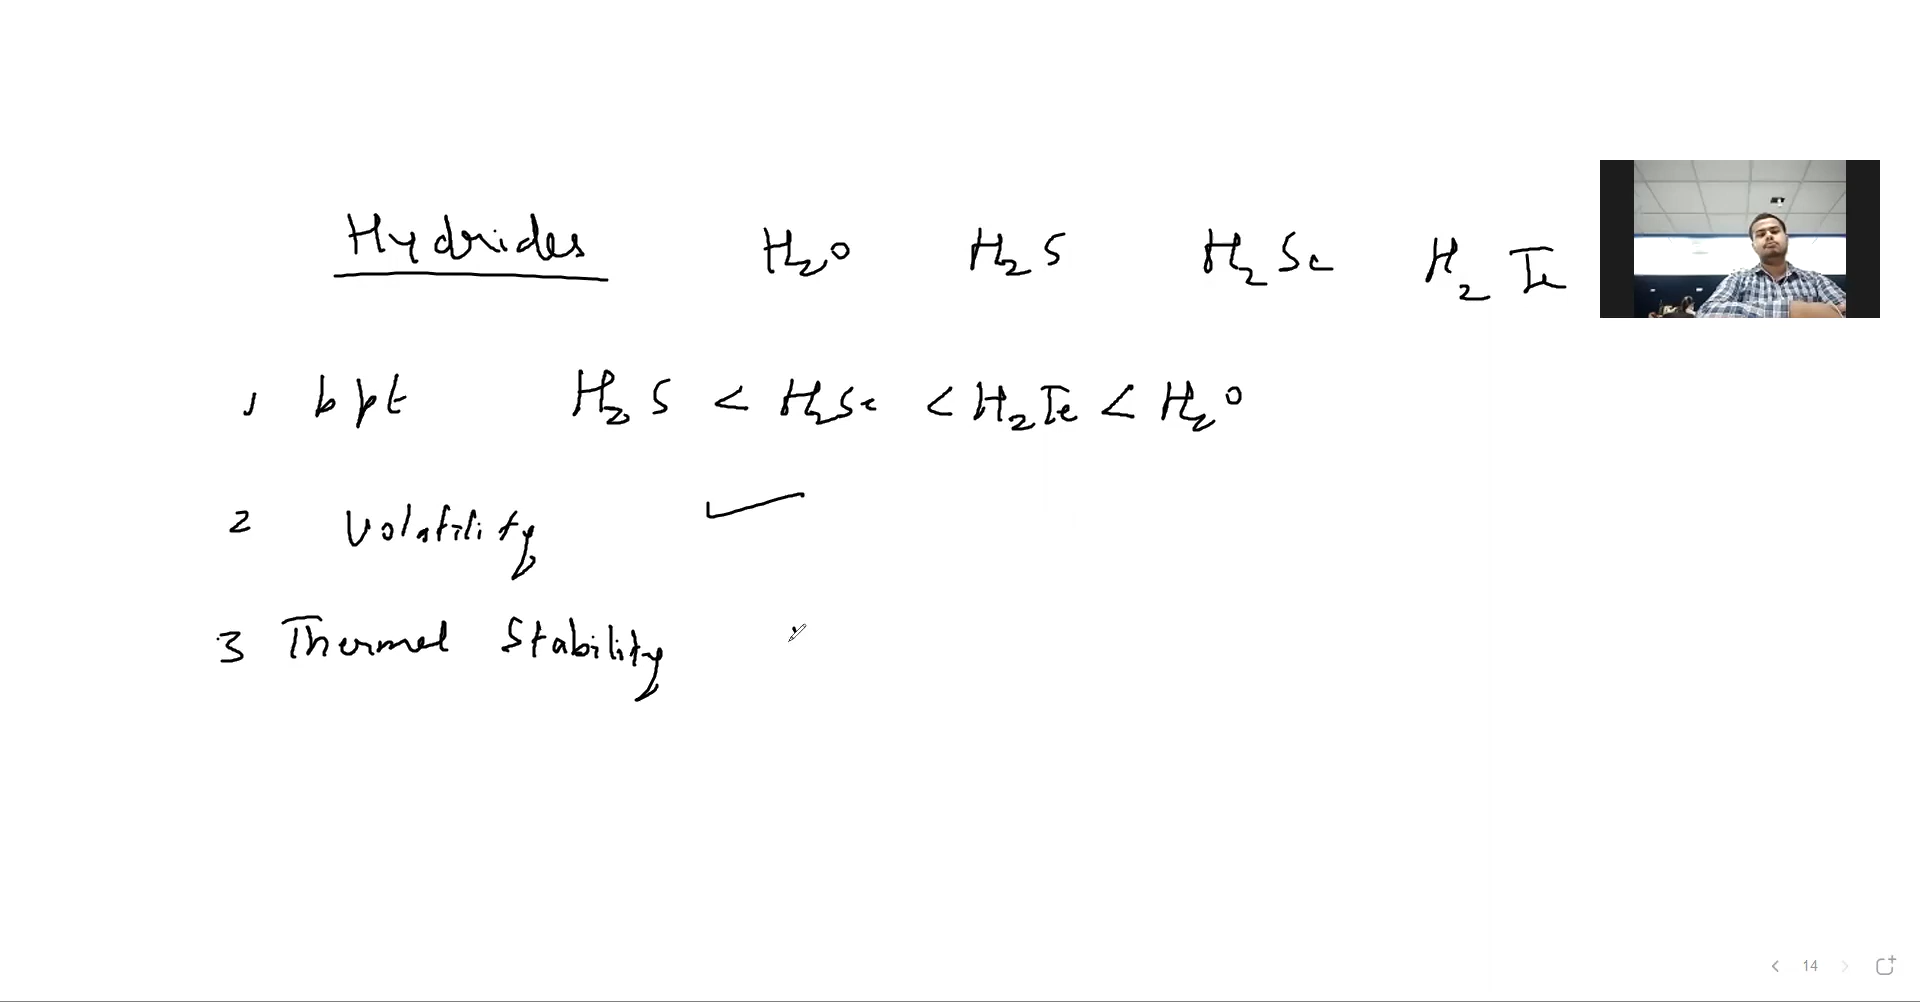 Hydrides H₂O H₂S H₂Se H₂Te
1 bpt H₂S < H₂Se < H₂Te < H₂O
2 Volatility ✓
3 Thermal Stability
14